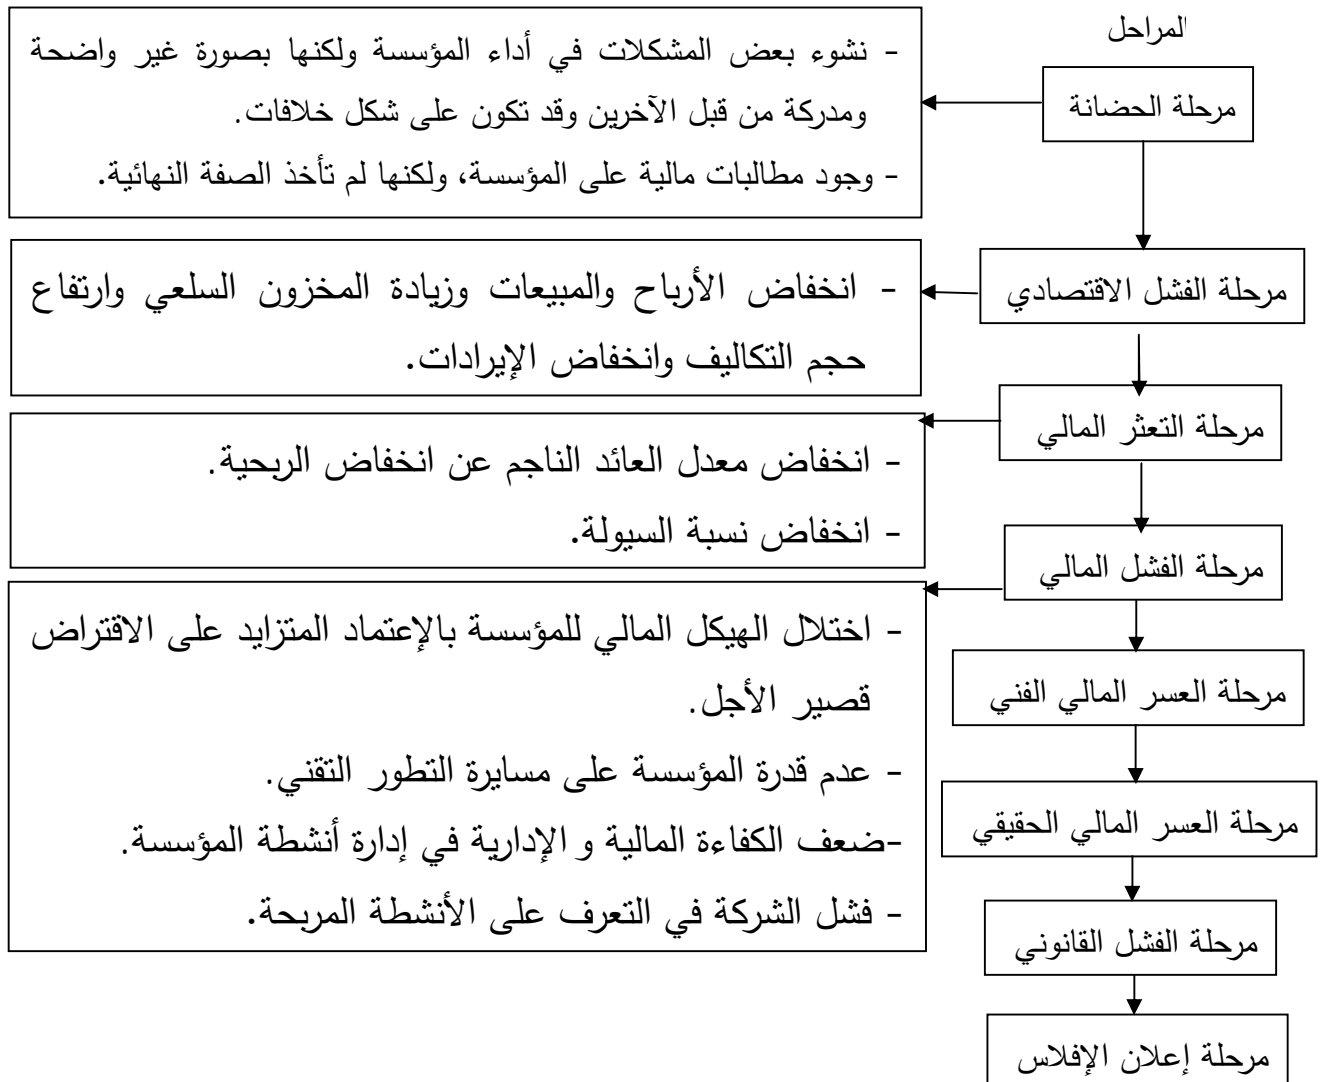 المراحل
مرحلة الحضانة
- نشوء بعض المشكلات في أداء المؤسسة ولكنها بصورة غير واضحة
ومدركة من قبل الآخرين وقد تكون على شكل خلافات.
- وجود مطالبات مالية على المؤسسة، ولكنها لم تأخذ الصفة النهائية.
مرحلة الفشل الاقتصادي
- انخفاض الأرباح والمبيعات وزيادة المخزون السلعي وارتفاع
حجم التكاليف وانخفاض الإيرادات.
مرحلة التعثر المالي
- انخفاض معدل العائد الناجم عن انخفاض الربحية.
- انخفاض نسبة السيولة.
مرحلة الفشل المالي
- اختلال الهيكل المالي للمؤسسة بالإعتماد المتزايد على الاقتراض
قصير الأجل.
- عدم قدرة المؤسسة على مسايرة التطور التقني.
-ضعف الكفاءة المالية و الإدارية في إدارة أنشطة المؤسسة.
- فشل الشركة في التعرف على الأنشطة المربحة.
مرحلة العسر المالي الفني
مرحلة العسر المالي الحقيقي
مرحلة الفشل القانوني
مرحلة إعلان الإفلاس